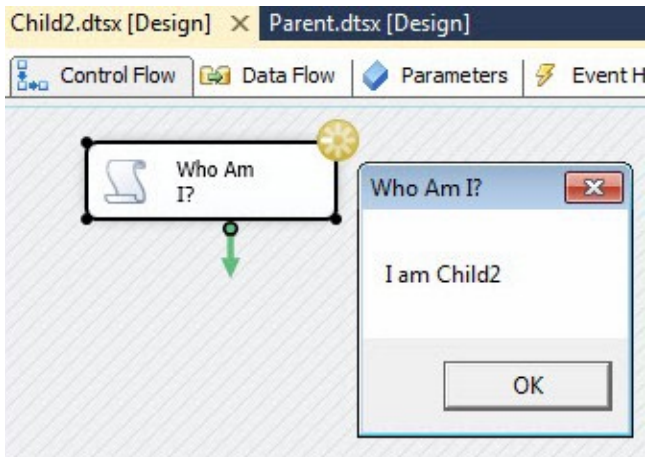 Child2.dtsx [Design] Parent.dtsx [Design]
Control Flow Data Flow Parameters Event H
Who Am
I?
Who Am I?
I am Child2
OK